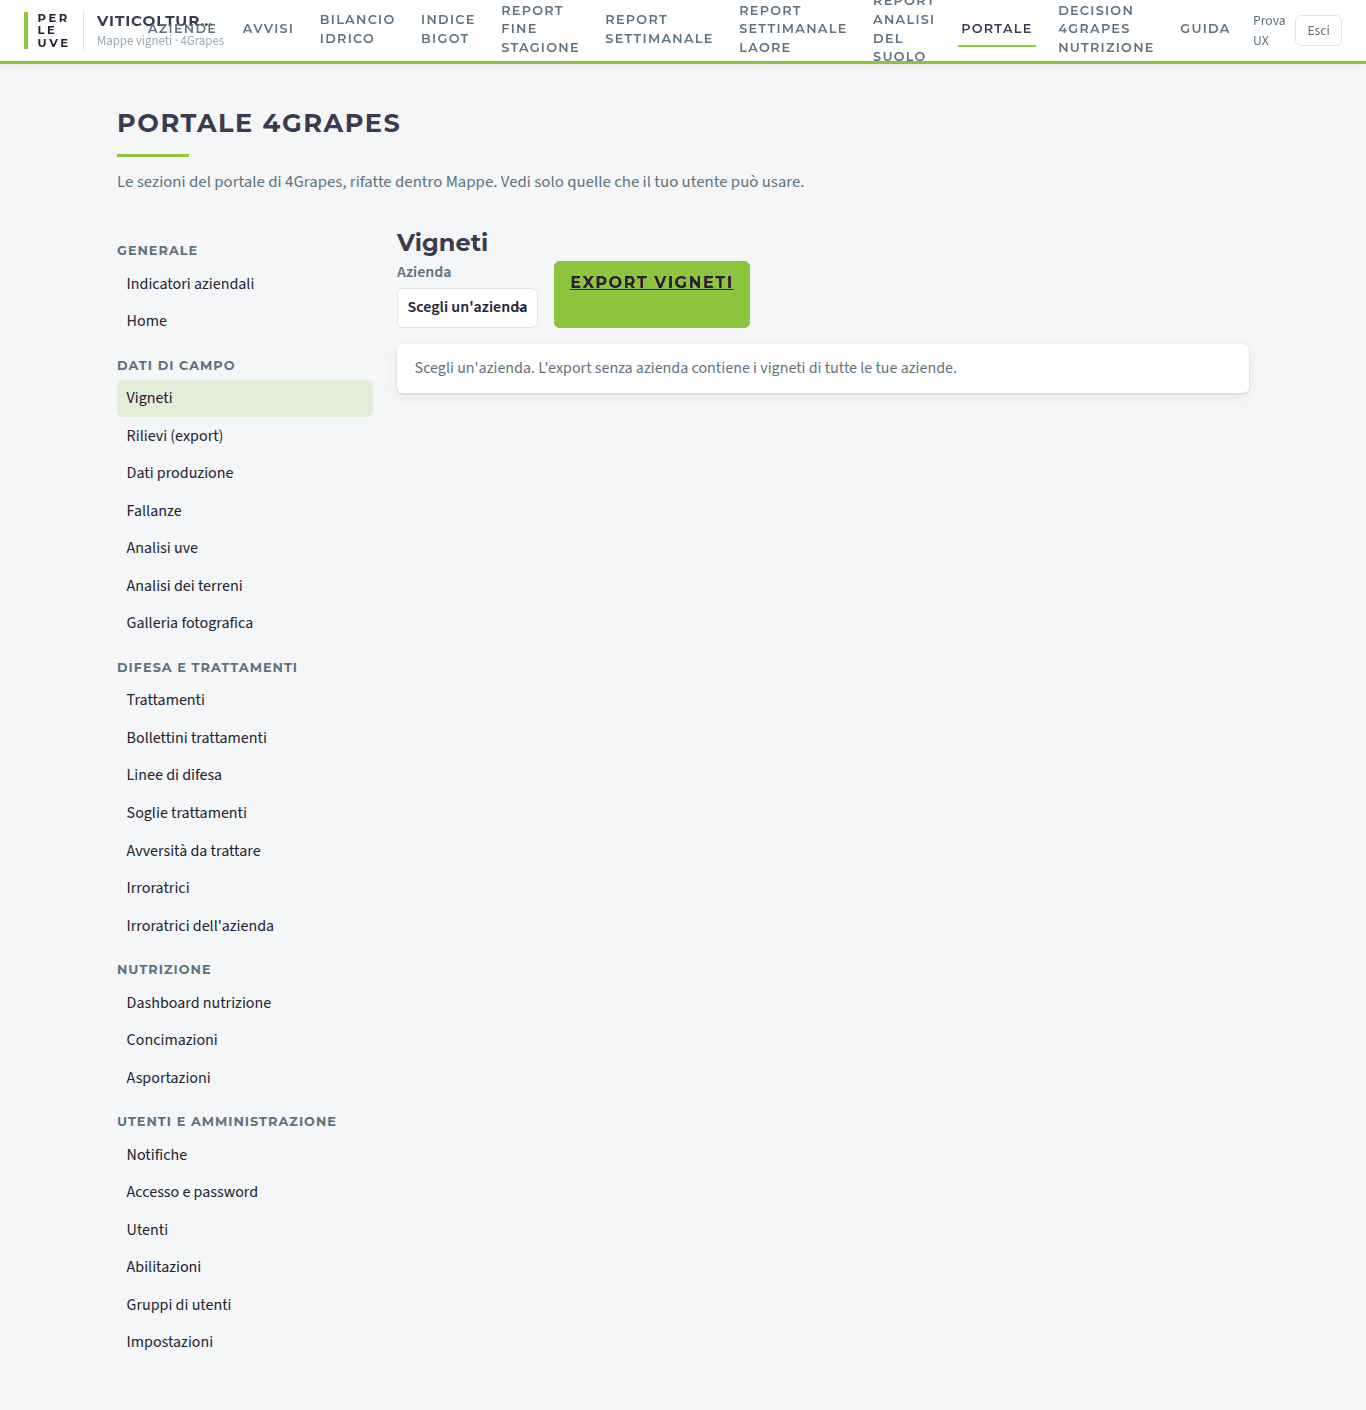 PER
LE
UVE
VITICOLTUR...
Mappe vigneti · 4Grapes
AZIENDE
AVVISI
BILANCIO
IDRICO
INDICE
BIGOT
REPORT
FINE
STAGIONE
REPORT
SETTIMANALE
REPORT
SETTIMANALE
LAORE
REPORT
ANALISI
DEL
SUOLO
PORTALE
DECISION
4GRAPES
NUTRIZIONE
GUIDA
Prova
UX
Esci
PORTALE 4GRAPES
Le sezioni del portale di 4Grapes, rifatte dentro Mappe. Vedi solo quelle che il tuo utente può usare.
GENERALE
Indicatori aziendali
Home
DATI DI CAMPO
Vigneti
Rilievi (export)
Dati produzione
Fallanze
Analisi uve
Analisi dei terreni
Galleria fotografica
DIFESA E TRATTAMENTI
Trattamenti
Bollettini trattamenti
Linee di difesa
Soglie trattamenti
Avversità da trattare
Irroratrici
Irroratrici dell'azienda
NUTRIZIONE
Dashboard nutrizione
Concimazioni
Asportazioni
UTENTI E AMMINISTRAZIONE
Notifiche
Accesso e password
Utenti
Abilitazioni
Gruppi di utenti
Impostazioni
Vigneti
Azienda
Scegli un'azienda
EXPORT VIGNETI
Scegli un'azienda. L'export senza azienda contiene i vigneti di tutte le tue aziende.